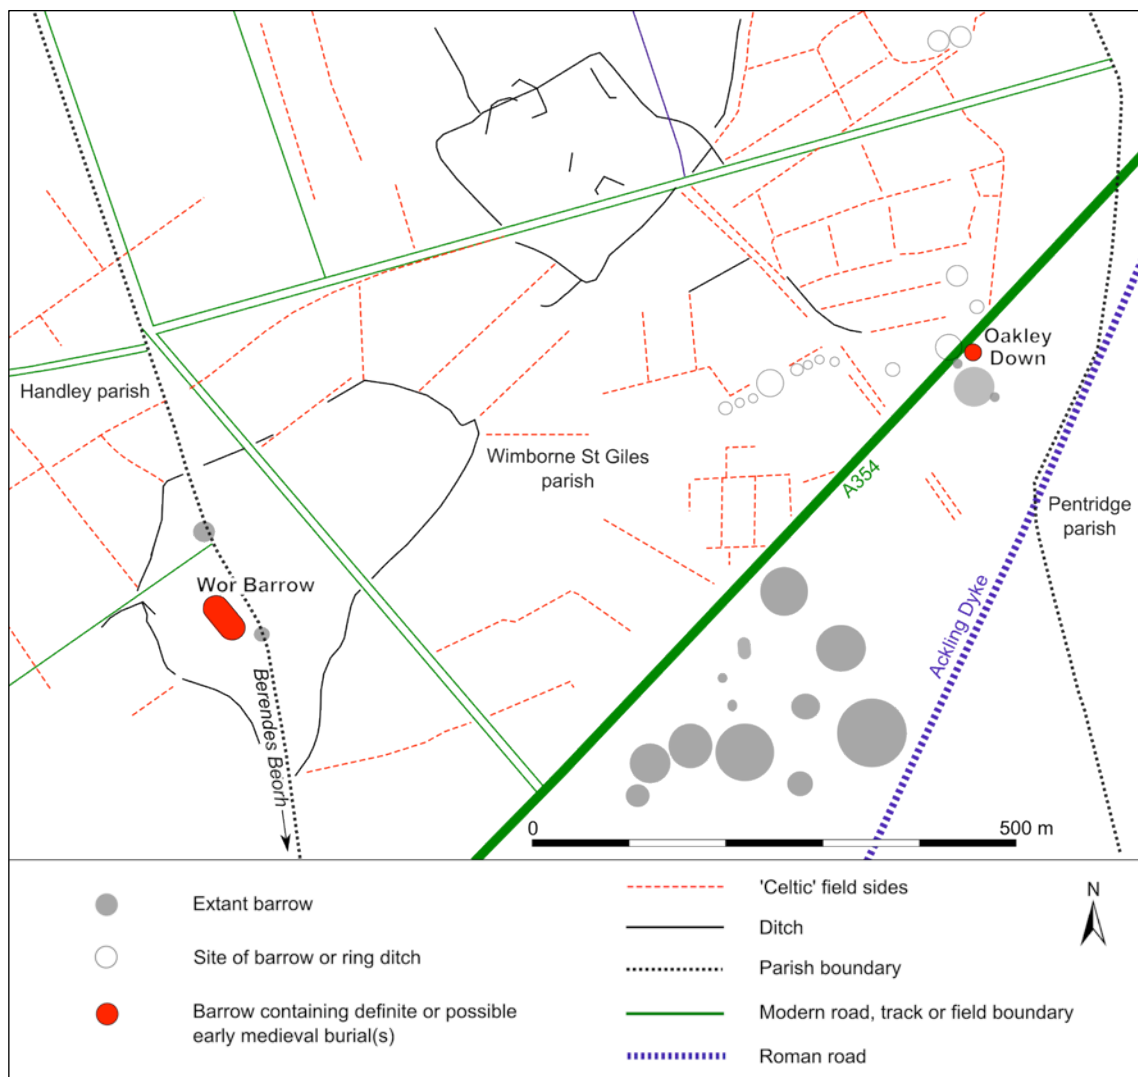 Oakley
Down
Handley parish
Wimborne St Giles
parish
A354
Pentridge
parish
Wor Barrow
Ackling Dyke
Berendes Beorh
0
500 m
Extant barrow
Site of barrow or ring ditch
Barrow containing definite or possible
early medieval burial(s)
'Celtic' field sides
Ditch
Parish boundary
Modern road, track or field boundary
Roman road
N